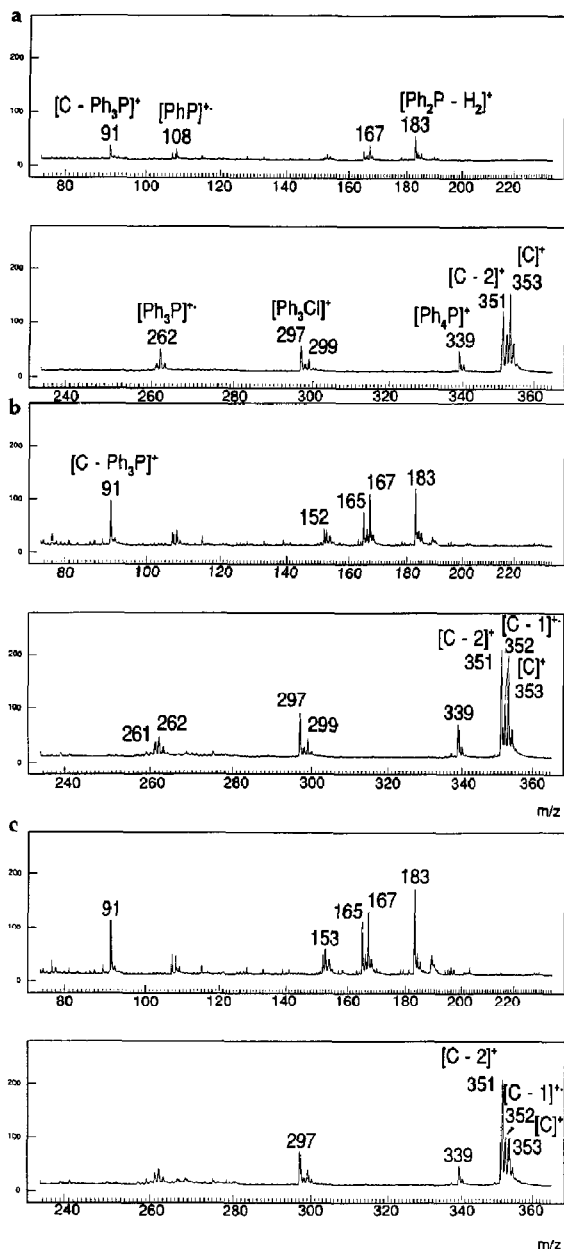 a
200
100
0
[C - Ph₃P]⁺
91
[PhP]⁺·
108
167
[Ph₂P - H₂]⁺
183
80 100 120 140 160 180 200 220
200
100
0
[Ph₃P]⁺·
262
[Ph₃Cl]⁺
297
299
[Ph₄P]⁺
339
[C - 2]⁺
351
[C]⁺
353
240 260 280 300 320 340 360
b
200
100
0
[C - Ph₃P]⁺
91
152
165
167
183
80 100 120 140 160 180 200 220
200
100
0
261
262
297
299
339
[C - 2]⁺
351
[C - 1]⁺·
352
[C]⁺
353
240 260 280 300 320 340 360
m/z
c
200
100
0
91
153
165
167
183
80 100 120 140 160 180 200 220
200
100
0
297
339
[C - 2]⁺
351
[C - 1]⁺·
352
[C]⁺
353
240 260 280 300 320 340 360
m/z